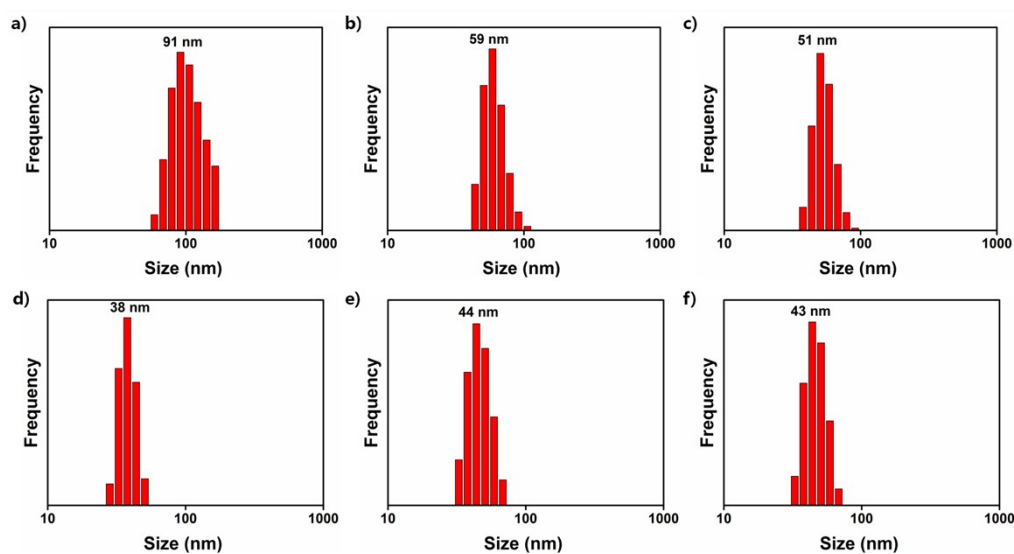 a)
91 nm
Frequency
10 100 1000
Size (nm)
b)
59 nm
Frequency
10 100 1000
Size (nm)
c)
51 nm
Frequency
10 100 1000
Size (nm)
d)
38 nm
Frequency
10 100 1000
Size (nm)
e)
44 nm
Frequency
10 100 1000
Size (nm)
f)
43 nm
Frequency
10 100 1000
Size (nm)